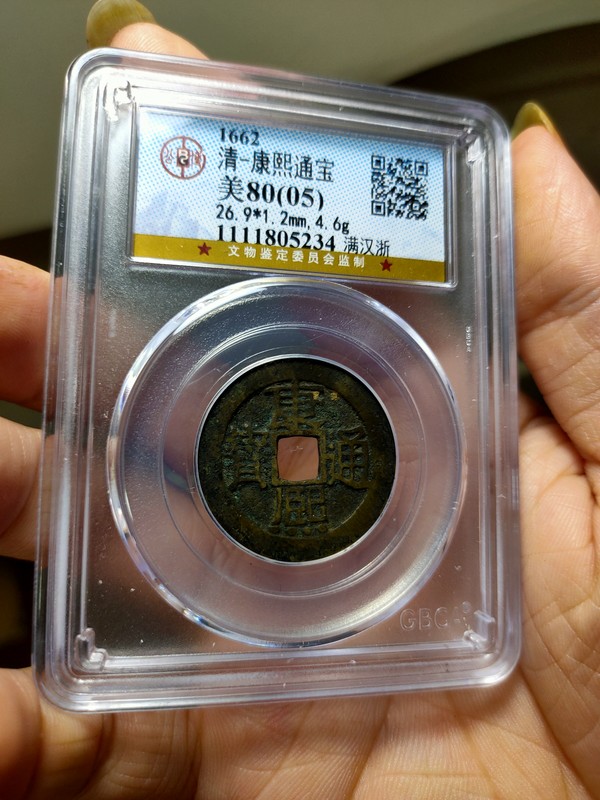 1662
清-康熙通宝
美80(05)
26.9*1.2mm,4.6g
1111805234 满汉浙
★ 文物鉴定委员会监制 ★
康
寶 通
熙
GBCA®